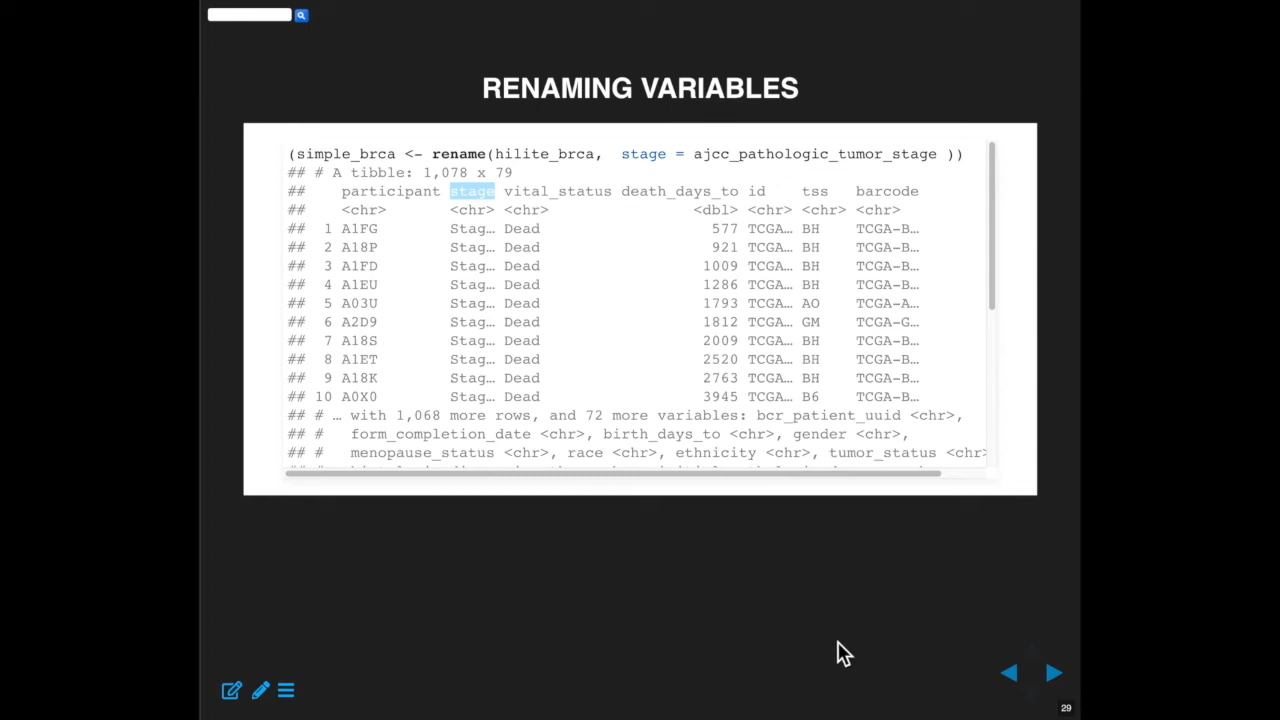 RENAMING VARIABLES
(simple_brca <- rename(hilite_brca,  stage = ajcc_pathologic_tumor_stage ))
## # A tibble: 1,078 x 79
##    participant stage vital_status death_days_to id    tss   barcode
##    <chr>       <chr> <chr>                <dbl> <chr> <chr> <chr>
##  1 A1FG        Stag… Dead                   577 TCGA… BH    TCGA-B…
##  2 A18P        Stag… Dead                   921 TCGA… BH    TCGA-B…
##  3 A1FD        Stag… Dead                  1009 TCGA… BH    TCGA-B…
##  4 A1EU        Stag… Dead                  1286 TCGA… BH    TCGA-B…
##  5 A03U        Stag… Dead                  1793 TCGA… AO    TCGA-A…
##  6 A2D9        Stag… Dead                  1812 TCGA… GM    TCGA-G…
##  7 A18S        Stag… Dead                  2009 TCGA… BH    TCGA-B…
##  8 A1ET        Stag… Dead                  2520 TCGA… BH    TCGA-B…
##  9 A18K        Stag… Dead                  2763 TCGA… BH    TCGA-B…
## 10 A0X0        Stag… Dead                  3945 TCGA… B6    TCGA-B…
## # … with 1,068 more rows, and 72 more variables: bcr_patient_uuid <chr>,
## #   form_completion_date <chr>, birth_days_to <chr>, gender <chr>,
## #   menopause_status <chr>, race <chr>, ethnicity <chr>, tumor_status <chr>
29